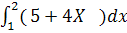 ∫₁²( 5 + 4X )dx